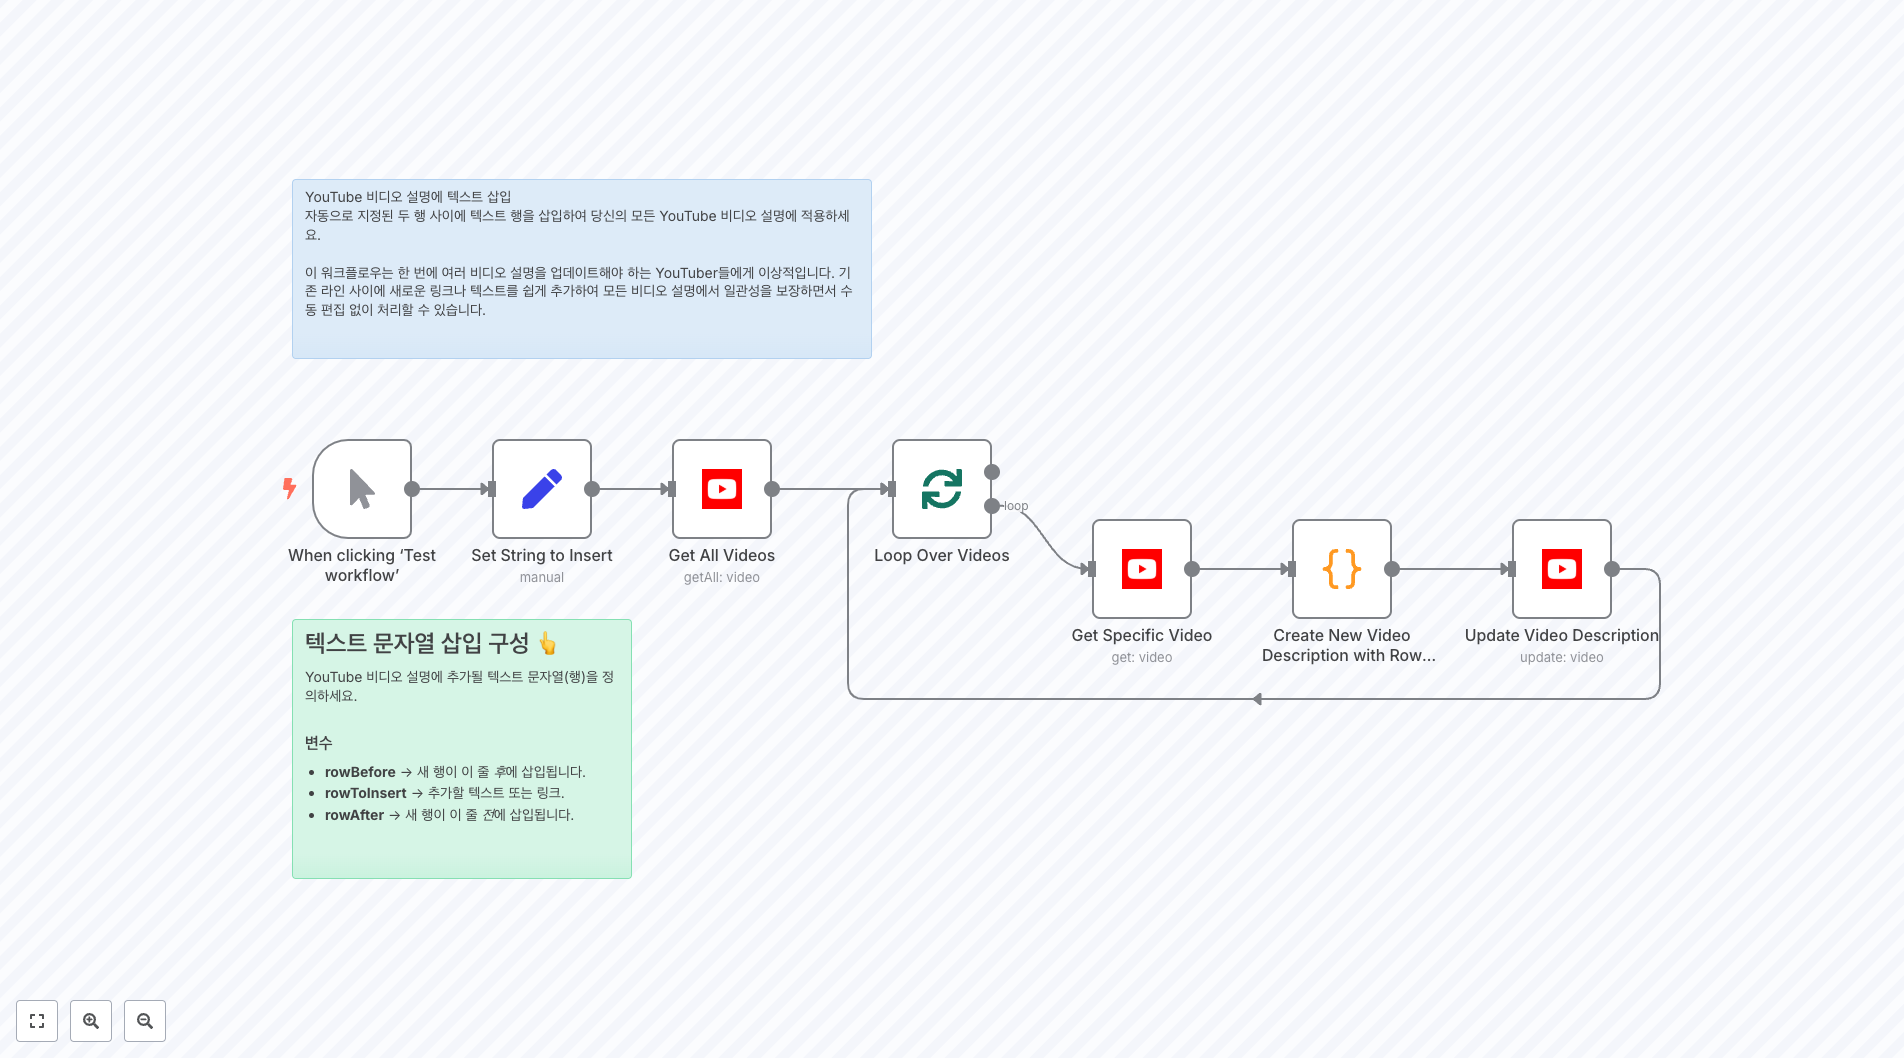 YouTube 비디오 설명에 텍스트 삽입
자동으로 지정된 두 행 사이에 텍스트 행을 삽입하여 당신의 모든 YouTube 비디오 설명에 적용하세
요.
이 워크플로우는 한 번에 여러 비디오 설명을 업데이트해야 하는 YouTuber들에게 이상적입니다. 기
존 라인 사이에 새로운 링크나 텍스트를 쉽게 추가하여 모든 비디오 설명에서 일관성을 보장하면서 수
동 편집 없이 처리할 수 있습니다.
When clicking ‘Test
workflow’
Set String to Insert
manual
Get All Videos
getAll: video
Loop Over Videos
loop
Get Specific Video
get: video
Create New Video
Description with Row...
Update Video Description
update: video
텍스트 문자열 삽입 구성 👆
YouTube 비디오 설명에 추가될 텍스트 문자열(행)을 정
의하세요.
변수
• rowBefore → 새 행이 이 줄 후에 삽입됩니다.
• rowToInsert → 추가할 텍스트 또는 링크.
• rowAfter → 새 행이 이 줄 전에 삽입됩니다.